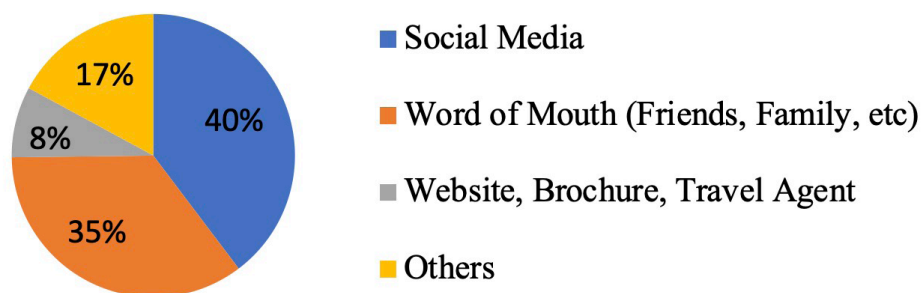 17%
40%
8%
35%
Social Media
Word of Mouth (Friends, Family, etc)
Website, Brochure, Travel Agent
Others